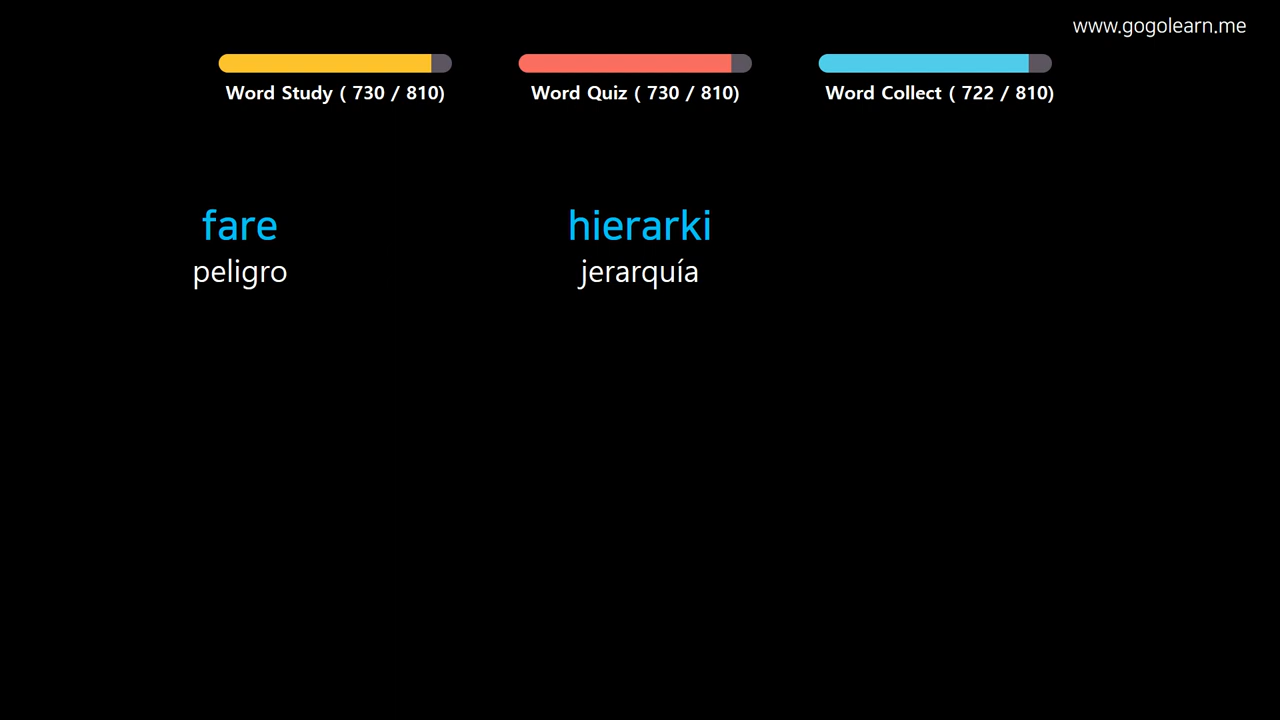 www.gogolearn.me
Word Study ( 730 / 810)
Word Quiz ( 730 / 810)
Word Collect ( 722 / 810)
fare
peligro
hierarki
jerarquía